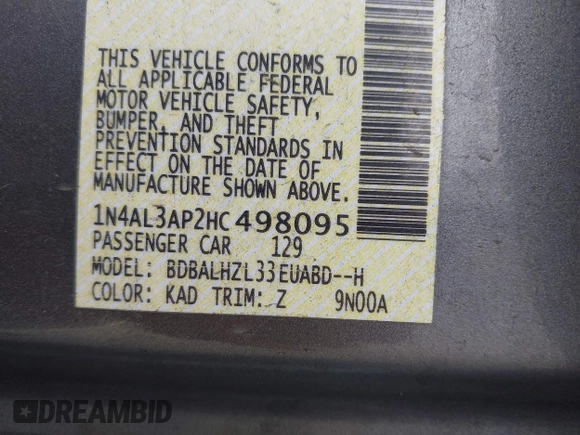 THIS VEHICLE CONFORMS TO
ALL APPLICABLE FEDERAL
MOTOR VEHICLE SAFETY,
BUMPER, AND THEFT
PREVENTION STANDARDS IN
EFFECT ON THE DATE OF
MANUFACTURE SHOWN ABOVE.
1N4AL3AP2HC498095
PASSENGER CAR 129
MODEL: BDBALHZL33EUABD--H
COLOR: KAD TRIM: Z 9N00A
DREAMBID